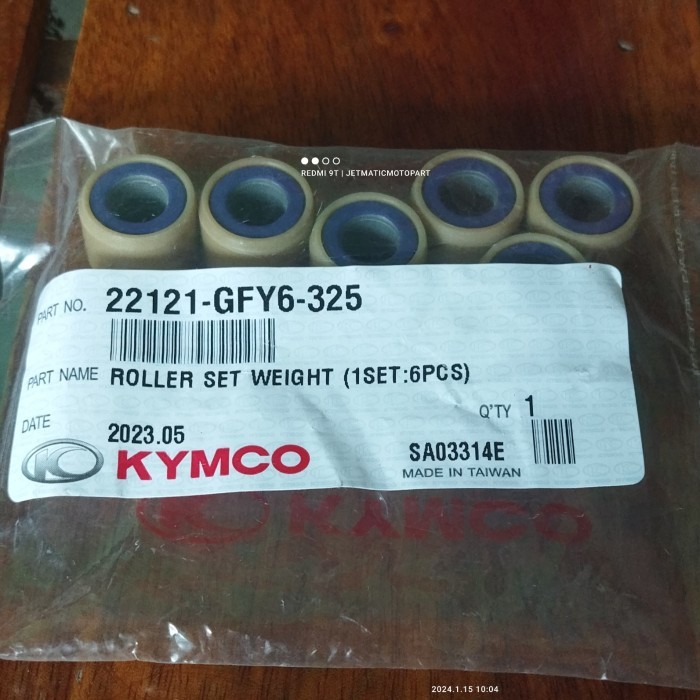 REDMI 9T | JETMATICMOTOPART
PART NO. 22121-GFY6-325
PART NAME ROLLER SET WEIGHT (1SET:6PCS)
Q'TY 1
DATE 2023.05
KYMCO
SA03314E
MADE IN TAIWAN
KYMCO
2024.1.15 10:04